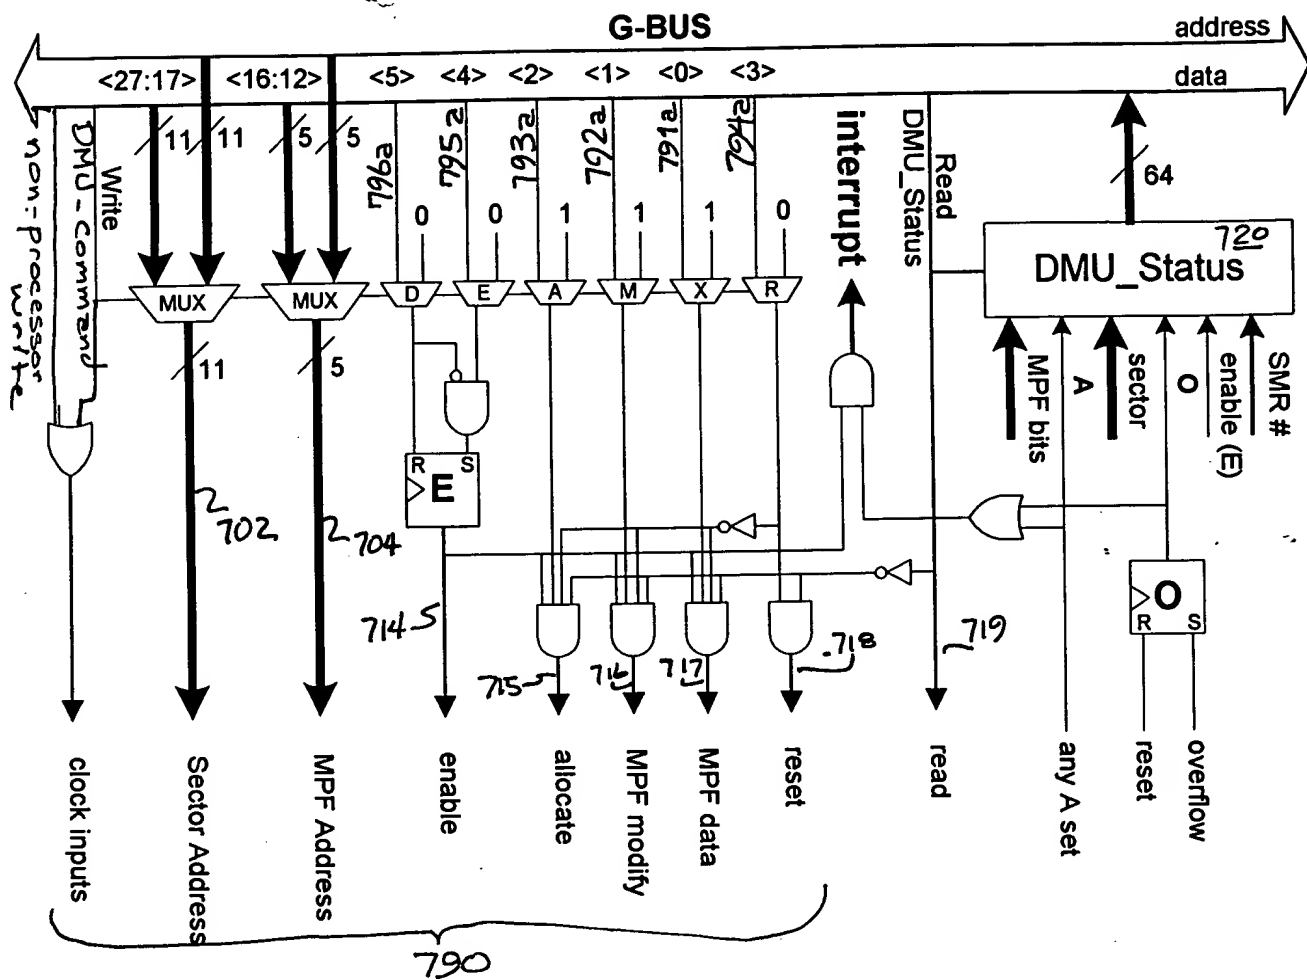 G-BUS
address
<27:17> <16:12> <5> <4> <2> <1> <0> <3>
data
11 11 5 5
796a 795a 793a 792a 791a 794a
Write
DMU-Command
non-processor write
0 0 1 1 1 0
interrupt
Read
DMU_Status
64
720
DMU_Status
MUX MUX D E A M X R
11 5
MPF bits
A
sector
O
enable (E)
SMR #
R S
E
702 704
O
R S
714
715 716 717 718 719
clock inputs
Sector Address
MPF Address
enable
allocate
MPF modify
MPF data
reset
read
any A set
reset
overflow
790